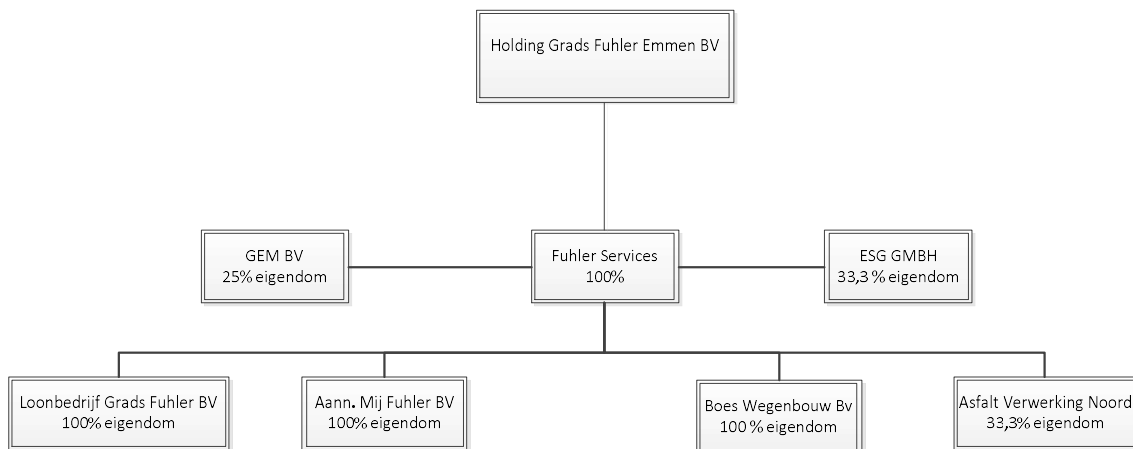 Holding Grads Fuhler Emmen BV
GEM BV
25% eigendom
Fuhler Services
100%
ESG GMBH
33,3 % eigendom
Loonbedrijf Grads Fuhler BV
100% eigendom
Aann. Mij Fuhler BV
100% eigendom
Boes Wegenbouw Bv
100 % eigendom
Asfalt Verwerking Noord
33,3% eigendom